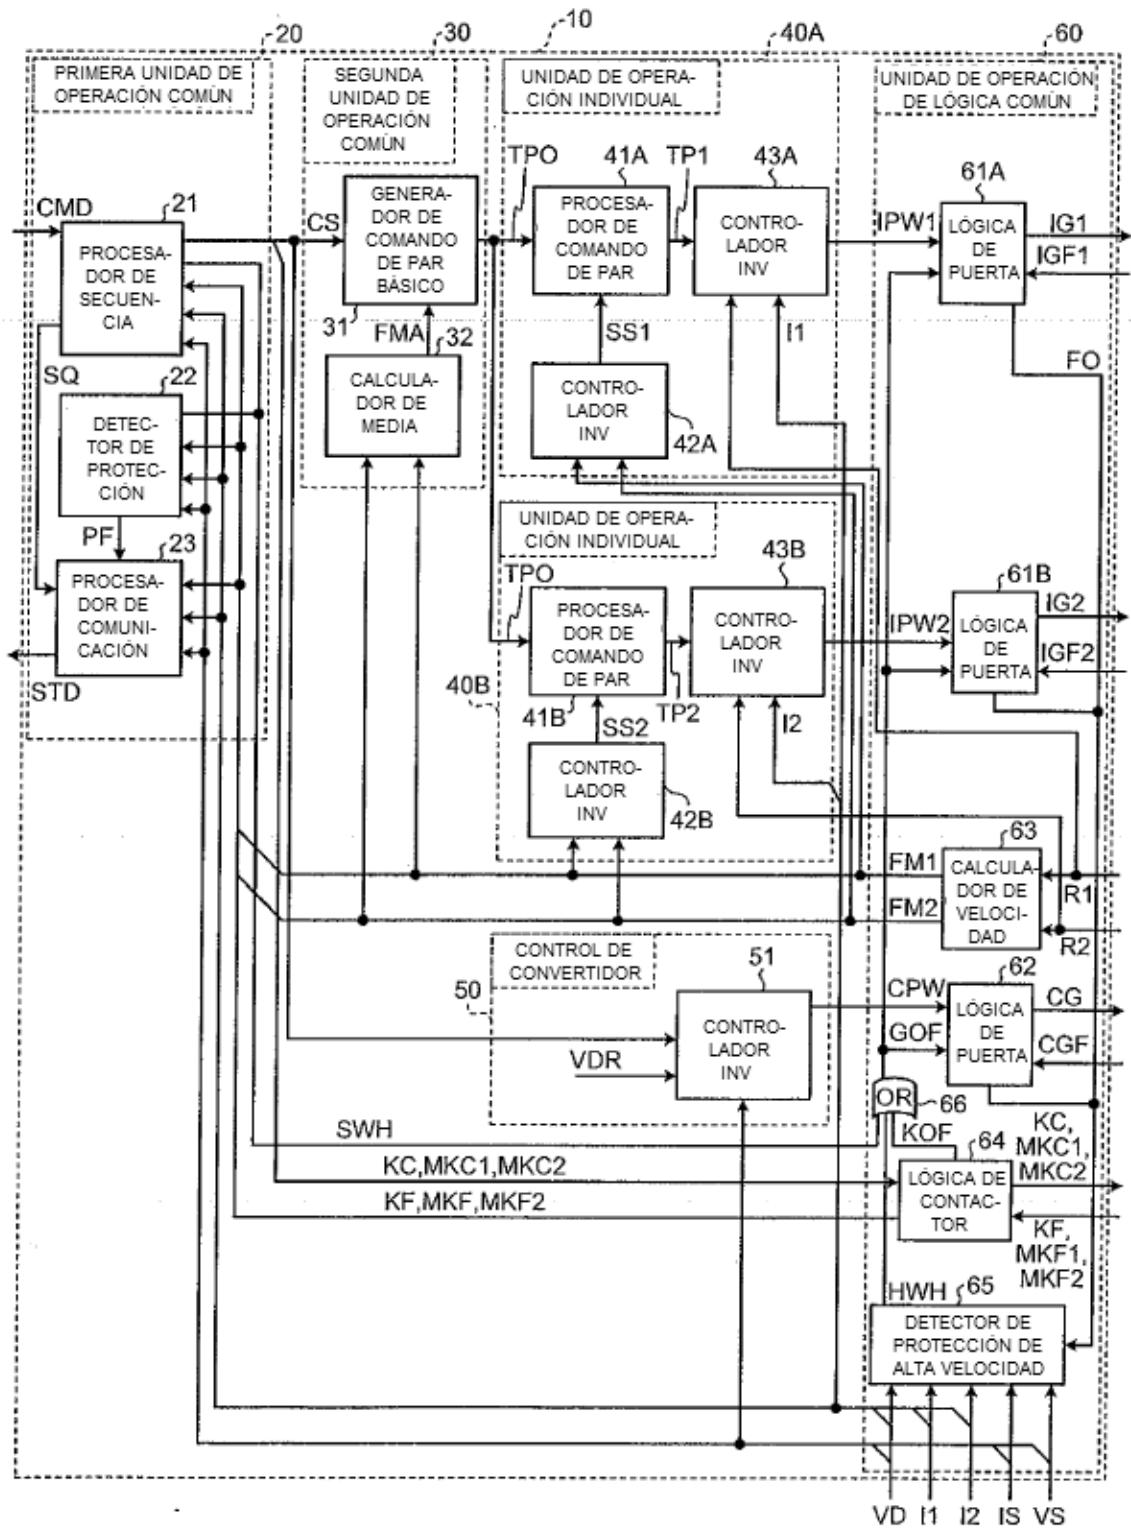 10
20
30
40A
60
PRIMERA UNIDAD DE
OPERACIÓN COMÙN
SEGUNDA
UNIDAD DE
OPERACIÓN
COMÙN
UNIDAD DE OPERA-
CIÓN INDIVIDUAL
UNIDAD DE OPERACIÓN
DE LÓGICA COMÙN
CMD
21
PROCESA-
DOR DE
SECUEN-
CIA
CS
GENERA-
DOR DE
COMANDO
DE PAR
BÁSICO
31
TPO
41A
PROCESA-
DOR DE
COMANDO
DE PAR
TP1
43A
CONTRO-
LADOR
INV
IPW1
61A
LÓGICA
DE
PUERTA
IG1
IGF1
FMA
32
SS1
I1
FO
SQ
22
DETEC-
TOR DE
PROTEC-
CIÓN
CALCULA-
DOR DE
MEDIA
CONTRO-
LADOR
INV
42A
PF
23
PROCESA-
DOR DE
COMUNI-
CACIÓN
STD
UNIDAD DE OPERA-
CIÓN INDIVIDUAL
TPO
PROCESA-
DOR DE
COMANDO
DE PAR
41B
40B
TP2
43B
CONTRO-
LADOR
INV
IPW2
61B
LÓGICA
DE
PUERTA
IG2
IGF2
SS2
I2
CONTRO-
LADOR
INV
42B
FM1
FM2
63
CALCULA-
DOR DE
VELOCI-
DAD
R1
R2
CONTROL DE
CONVERTIDOR
50
51
CONTRO-
LADOR
INV
VDR
CPW
GOF
62
LÓGICA
DE
PUERTA
CG
CGF
OR
66
SWH
KOF
64
KC,
MKC1,
MKC2
KC,MKC1,MKC2
KF,MKF,MKF2
LÓGICA DE
CONTAC-
TOR
KF,
MKF1,
MKF2
HWH
65
DETECTOR DE
PROTECCIÓN DE
ALTA VELOCIDAD
VD
I1
I2
IS
VS